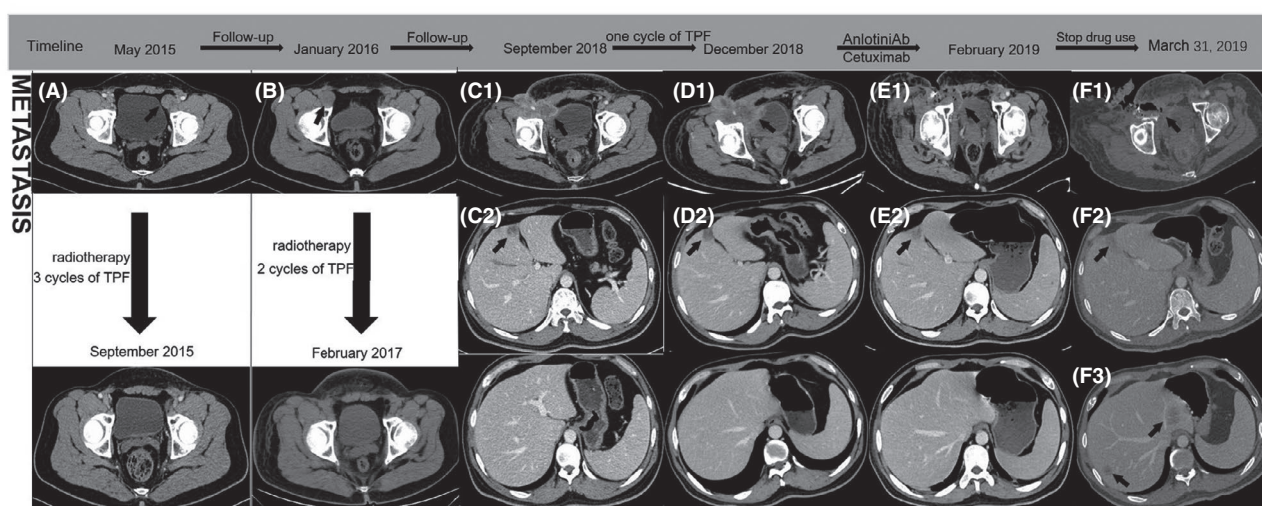 Timeline May 2015 Follow-up January 2016 Follow-up September 2018 one cycle of TPF December 2018 AnlotiniAb Cetuximab February 2019 Stop drug use March 31, 2019
METASTASIS
(A) (B) (C1) (D1) (E1) (F1)
(C2) (D2) (E2) (F2)
radiotherapy
3 cycles of TPF
radiotherapy
2 cycles of TPF
September 2015 February 2017
(F3)